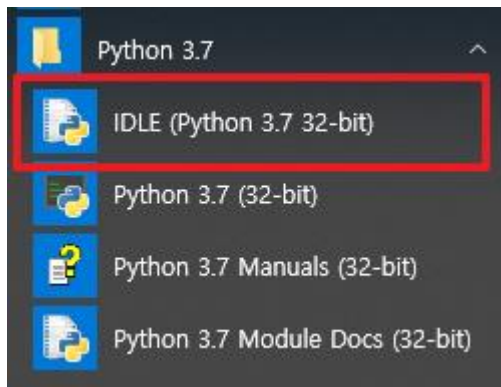 Python 3.7
IDLE (Python 3.7 32-bit)
Python 3.7 (32-bit)
Python 3.7 Manuals (32-bit)
Python 3.7 Module Docs (32-bit)